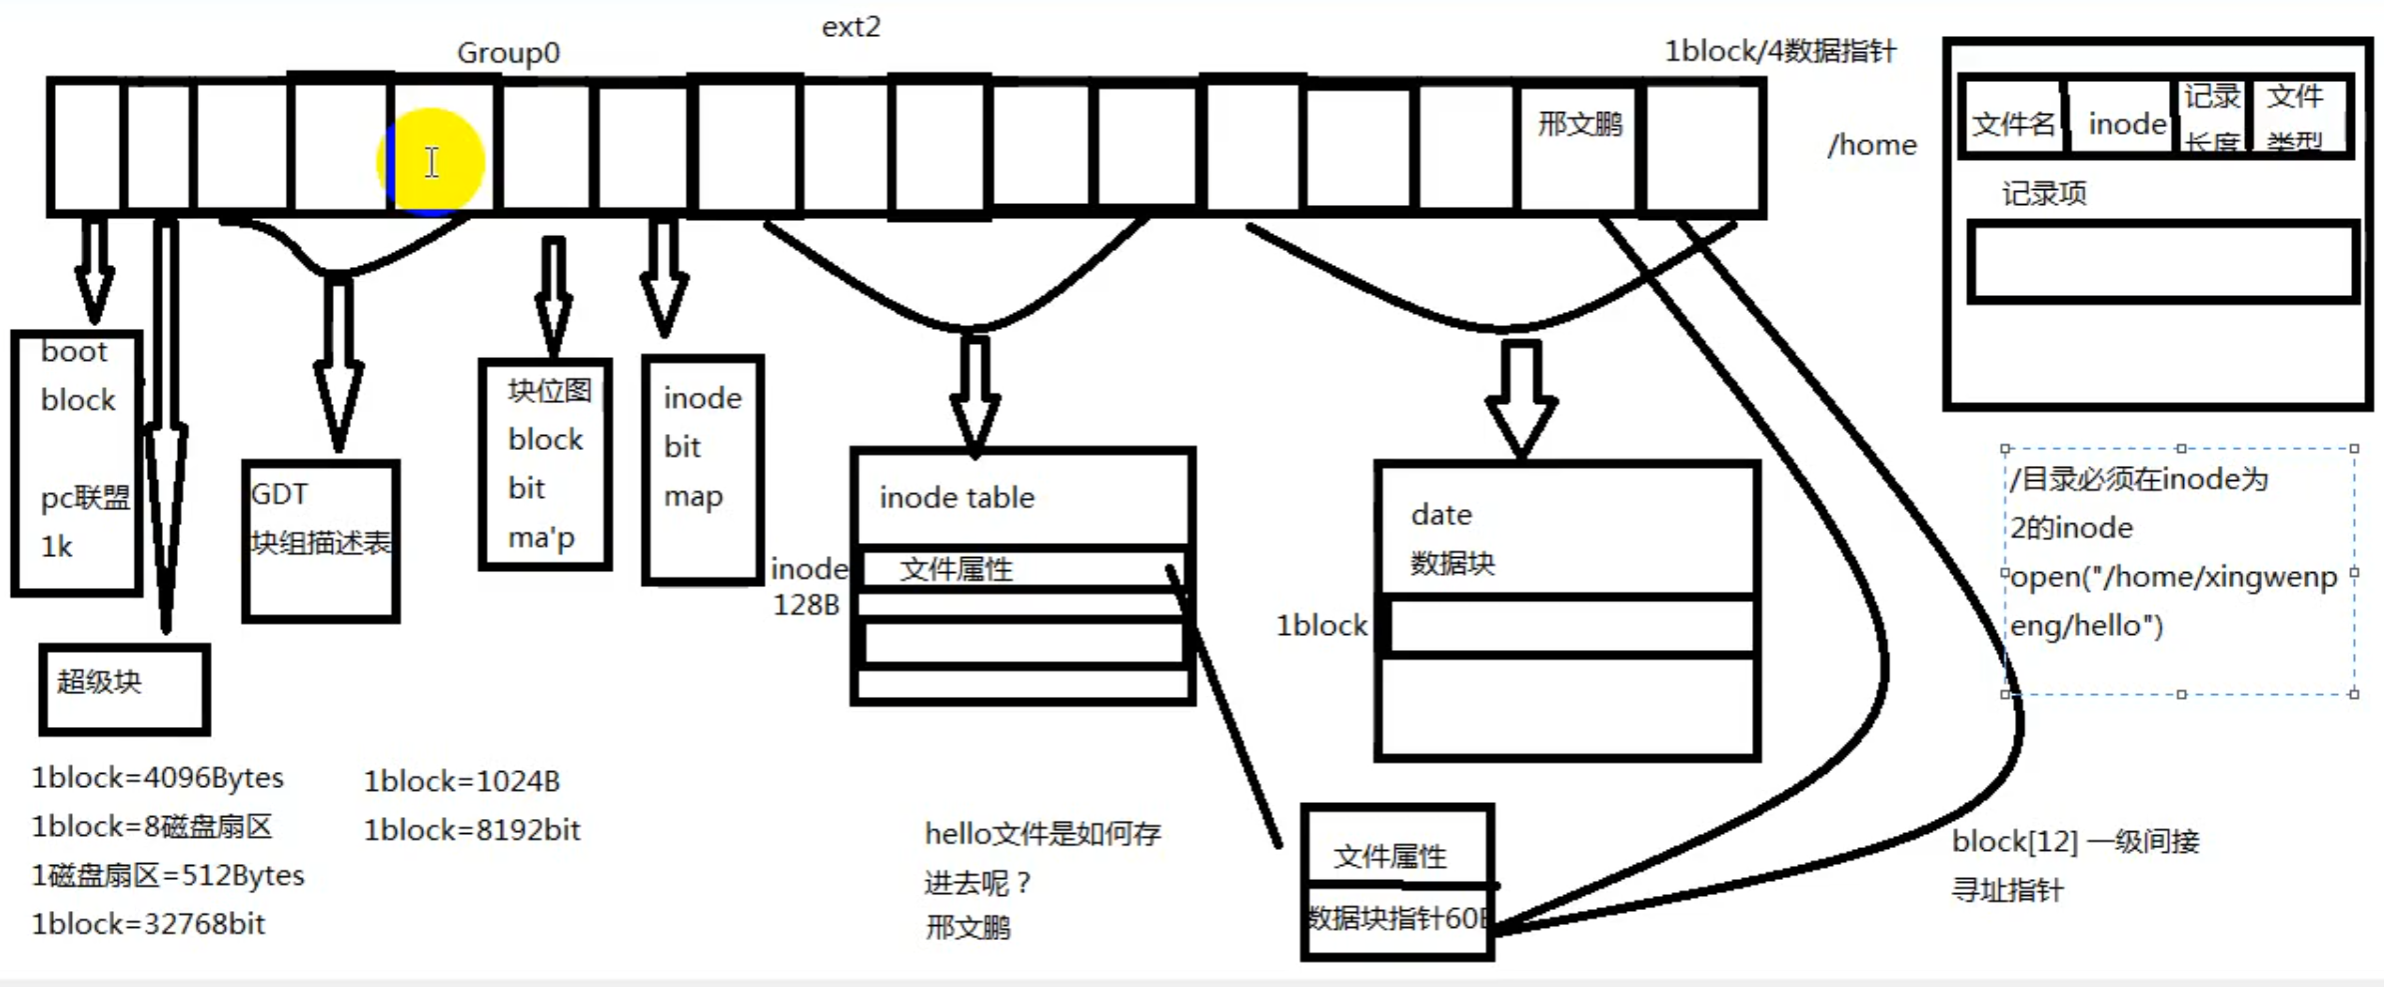 ext2
Group0
1block/4数据指针
邢文鹏
/home
文件名
inode
记录
长度
文件
类型
记录项
boot
block
pc联盟
1k
超级块
GDT
块组描述表
块位图
block
bit
ma'p
inode
bit
map
inode table
文件属性
inode
128B
date
数据块
1block
/目录必须在inode为
2的inode
open("/home/xingwenp
eng/hello")
1block=4096Bytes
1block=8磁盘扇区
1磁盘扇区=512Bytes
1block=32768bit
1block=1024B
1block=8192bit
hello文件是如何存
进去呢？
邢文鹏
文件属性
数据块指针60B
block[12] 一级间接
寻址指针